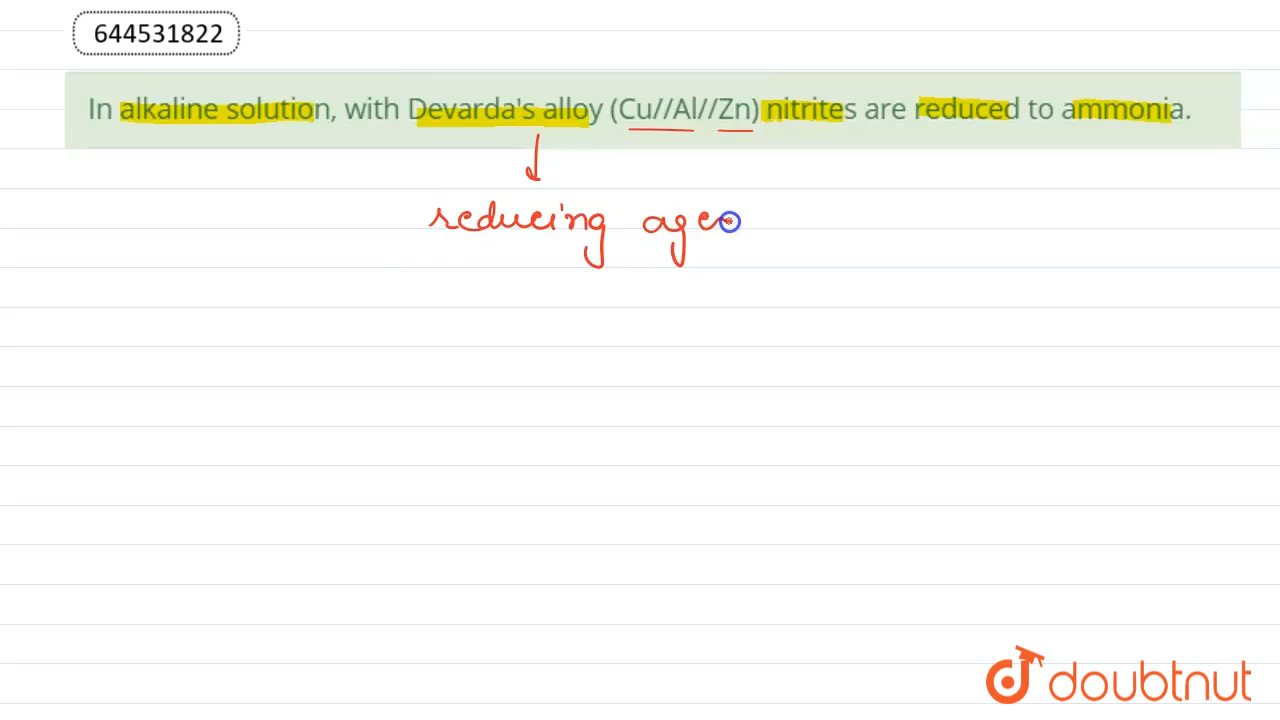 644531822
In alkaline solution, with Devarda's alloy (Cu//Al//Zn) nitrites are reduced to ammonia.
reducing age
doubtnut